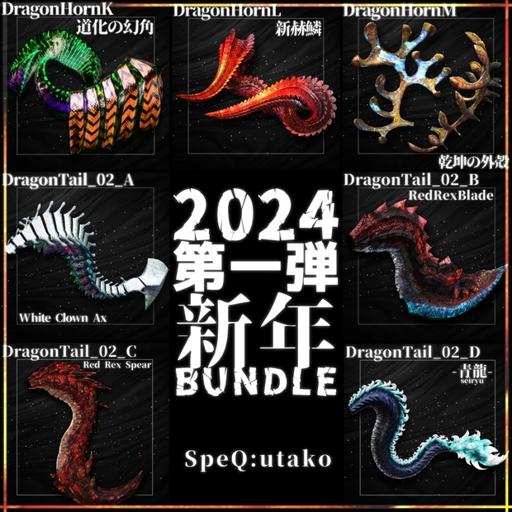 DragonHornK
道化の幻角
DragonHornL
新赫鱗
DragonHornM
乾坤の外殻
DragonTail_02_A
White Clown Ax
2024
第一弾
新年
BUNDLE
SpeQ:utako
DragonTail_02_B
RedRexBlade
DragonTail_02_C
Red Rex Spear
DragonTail_02_D
-青龍-
seiryu